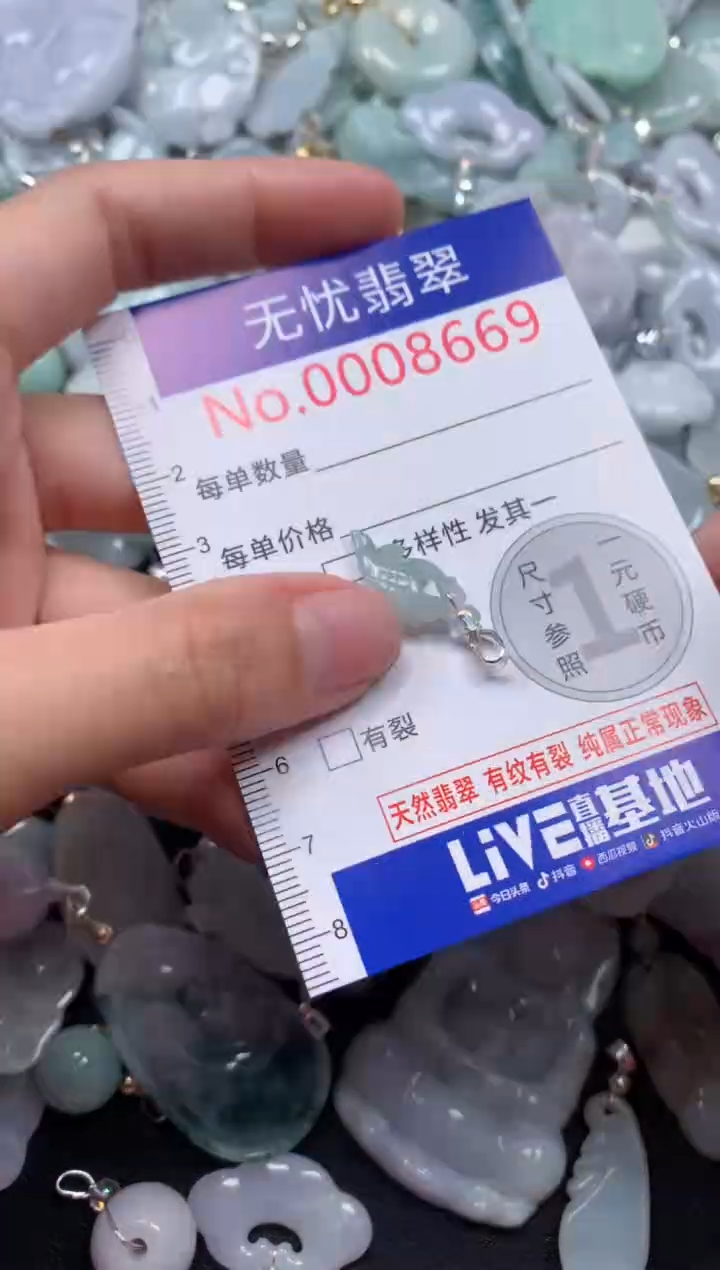 无忧翡翠
No.0008669
2
每单数量
3
每单价格
多样性 发其一
尺寸参照
1
一元硬币
6
有裂
天然翡翠 有纹有裂 纯属正常现象
7
LiVE直播基地
今日头条 抖音 西瓜视频 抖音火山版
8